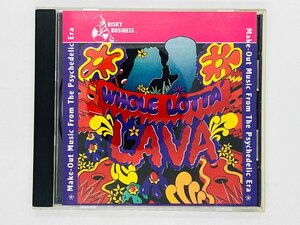 RISKY
BUSINESS
Make-Out Music From The Psychedelic Era
WHOLE LOTTA
LAVA
Make-Out Music From The Psychedelic Era